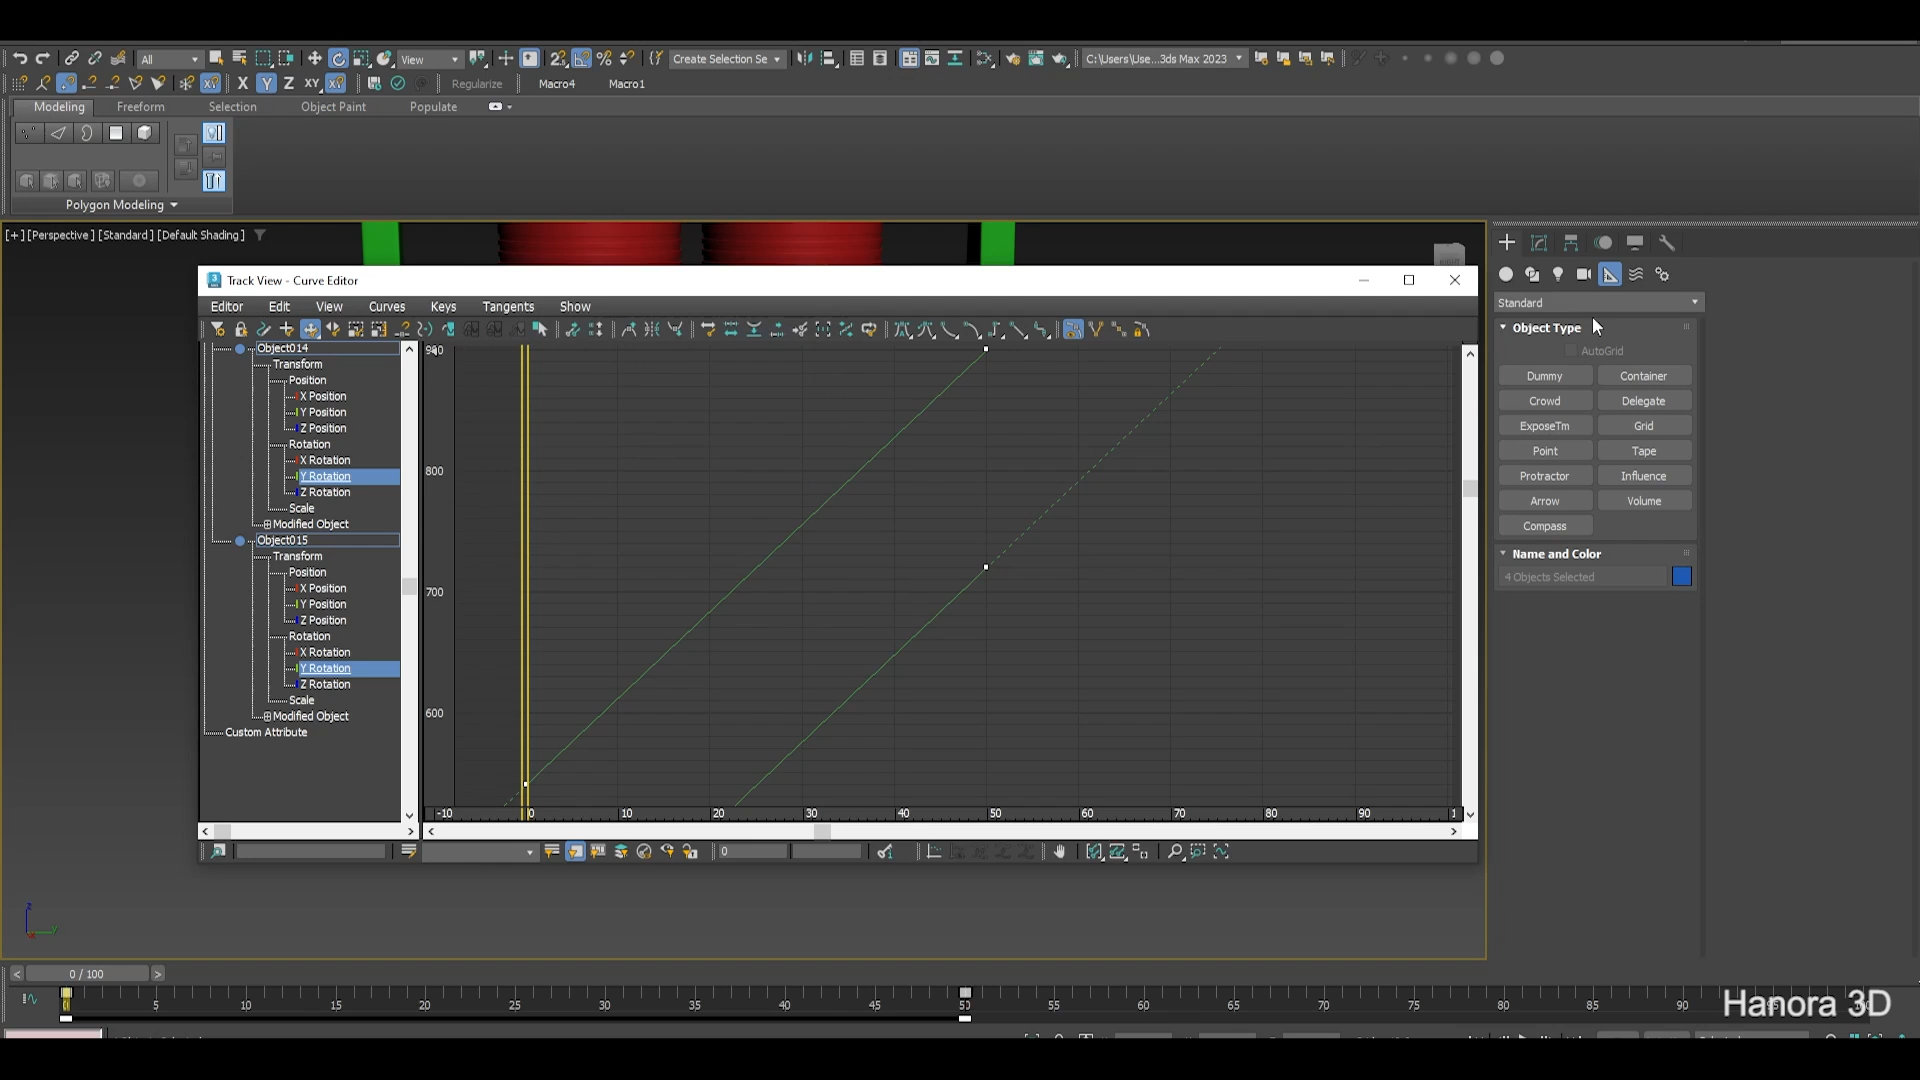 All
View
Create Selection Se
C:\Users\Use...3ds Max 2023
X Y Z XY
Regularize
Macro4
Macro1
Modeling
Freeform
Selection
Object Paint
Populate
Polygon Modeling
[+] [Perspective] [Standard] [Default Shading]
Track View - Curve Editor
Editor Edit View Curves Keys Tangents Show
Object014
Transform
Position
X Position
Y Position
Z Position
Rotation
X Rotation
Y Rotation
Z Rotation
Scale
Modified Object
Object015
Transform
Position
X Position
Y Position
Z Position
Rotation
X Rotation
Y Rotation
Z Rotation
Scale
Modified Object
Custom Attribute
800
700
600
-10 0 10 20 30 40 50 60 70 80 90 1
0
Standard
Object Type
AutoGrid
Dummy Container
Crowd Delegate
ExposeTm Grid
Point Tape
Protractor Influence
Arrow Volume
Compass
Name and Color
4 Objects Selected
z
y
x
< 0 / 100 >
5 10 15 20 25 30 35 40 45 50 55 60 65 70 75 80 85 90
Hanora 3D